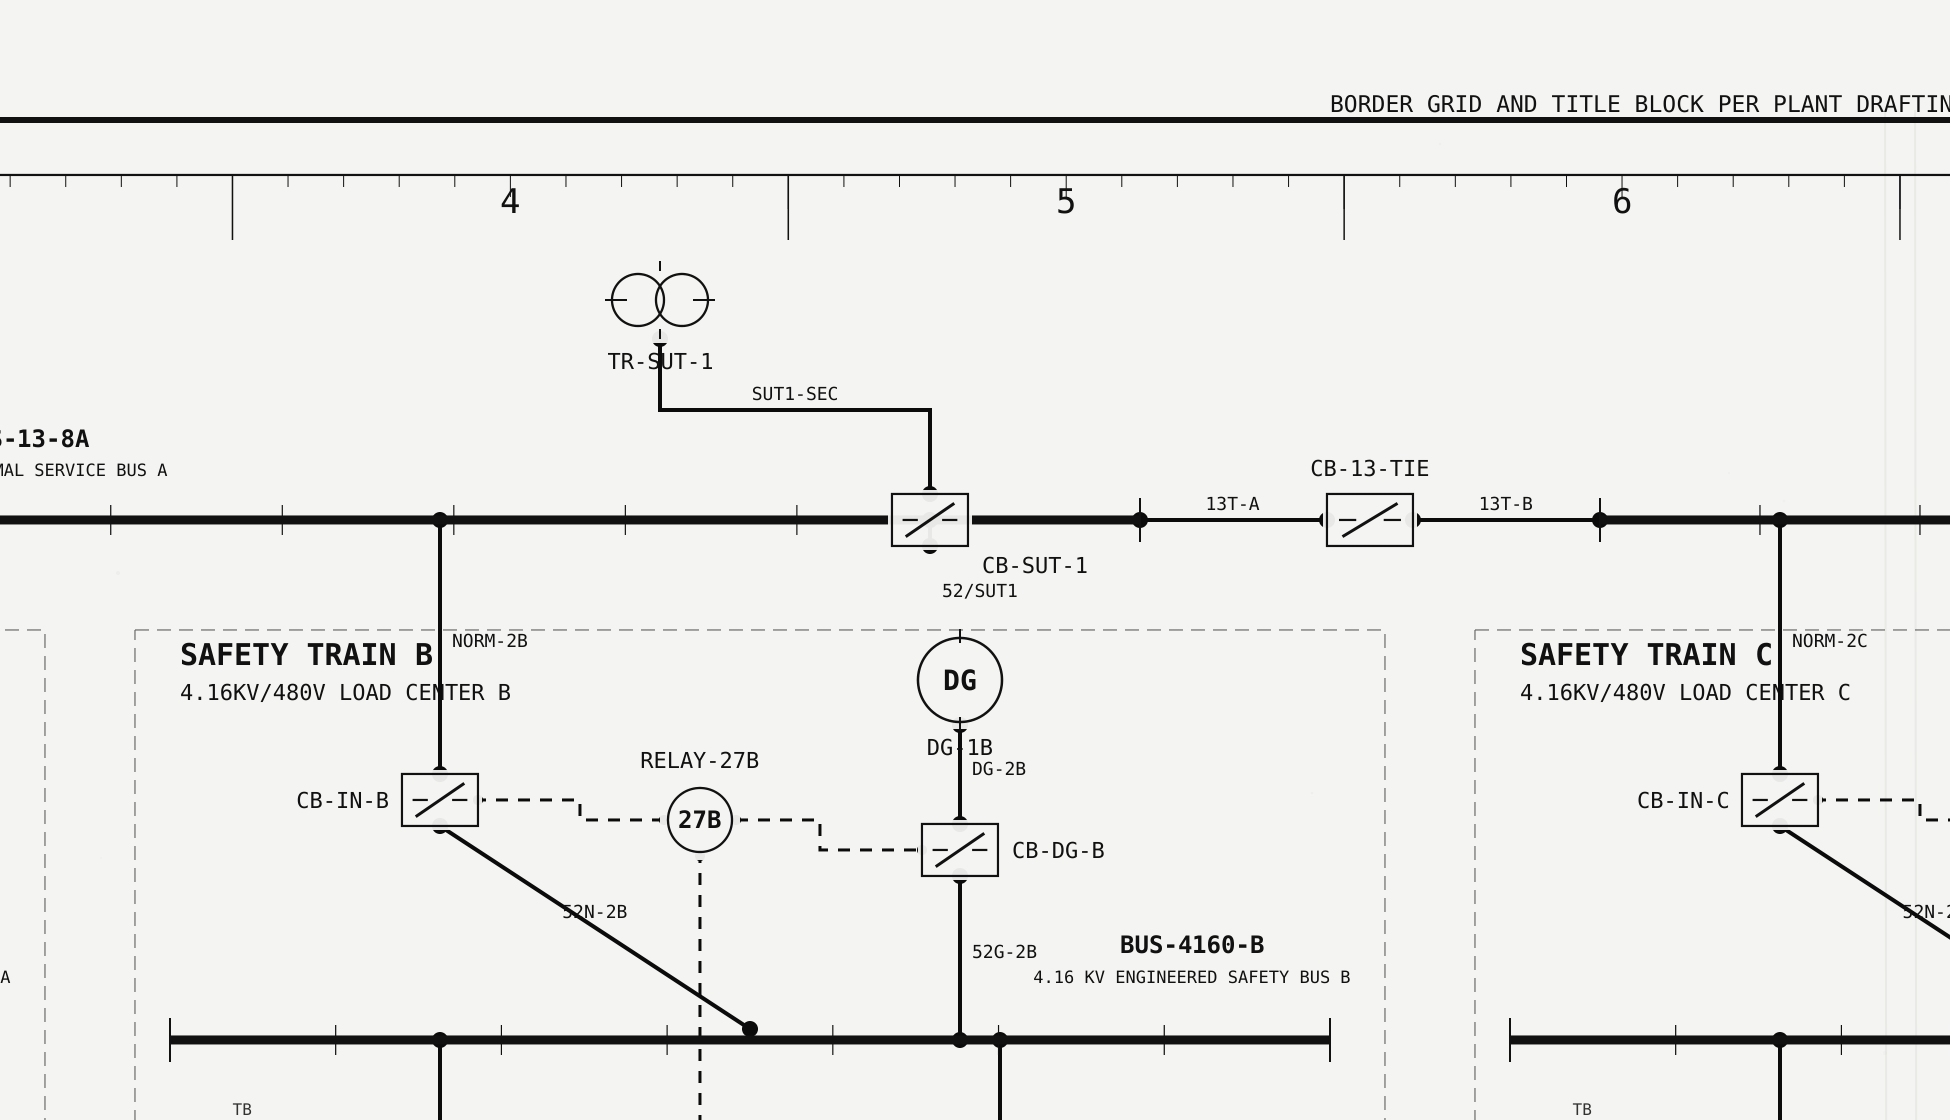 BORDER GRID AND TITLE BLOCK PER PLANT DRAFTIN
4
5
6
TR-SUT-1
SUT1-SEC
-13-8A
MAL SERVICE BUS A
CB-13-TIE
13T-A
13T-B
CB-SUT-1
52/SUT1
SAFETY TRAIN B
NORM-2B
4.16KV/480V LOAD CENTER B
DG
DG-1B
DG-2B
SAFETY TRAIN C
NORM-2C
4.16KV/480V LOAD CENTER C
RELAY-27B
CB-IN-B
27B
CB-DG-B
CB-IN-C
52N-2B
52N-2
52G-2B
BUS-4160-B
4.16 KV ENGINEERED SAFETY BUS B
A
TB
TB